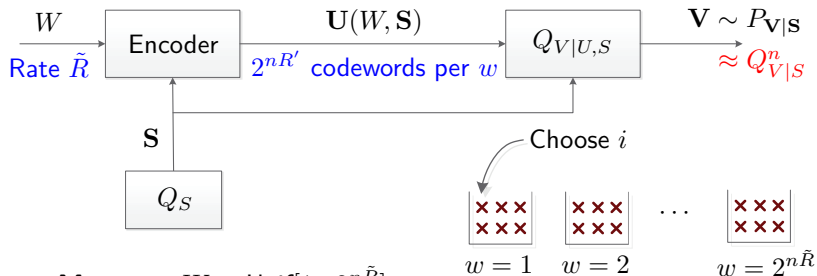 W
Encoder
U(W, S)
Q_{V|U,S}
V ∼ P_{V|S}
Rate R̃
2^{nR′} codewords per w
≈ Q^n_{V|S}
S
Choose i
Q_S
...
w = 1
w = 2
w = 2^{nR̃}